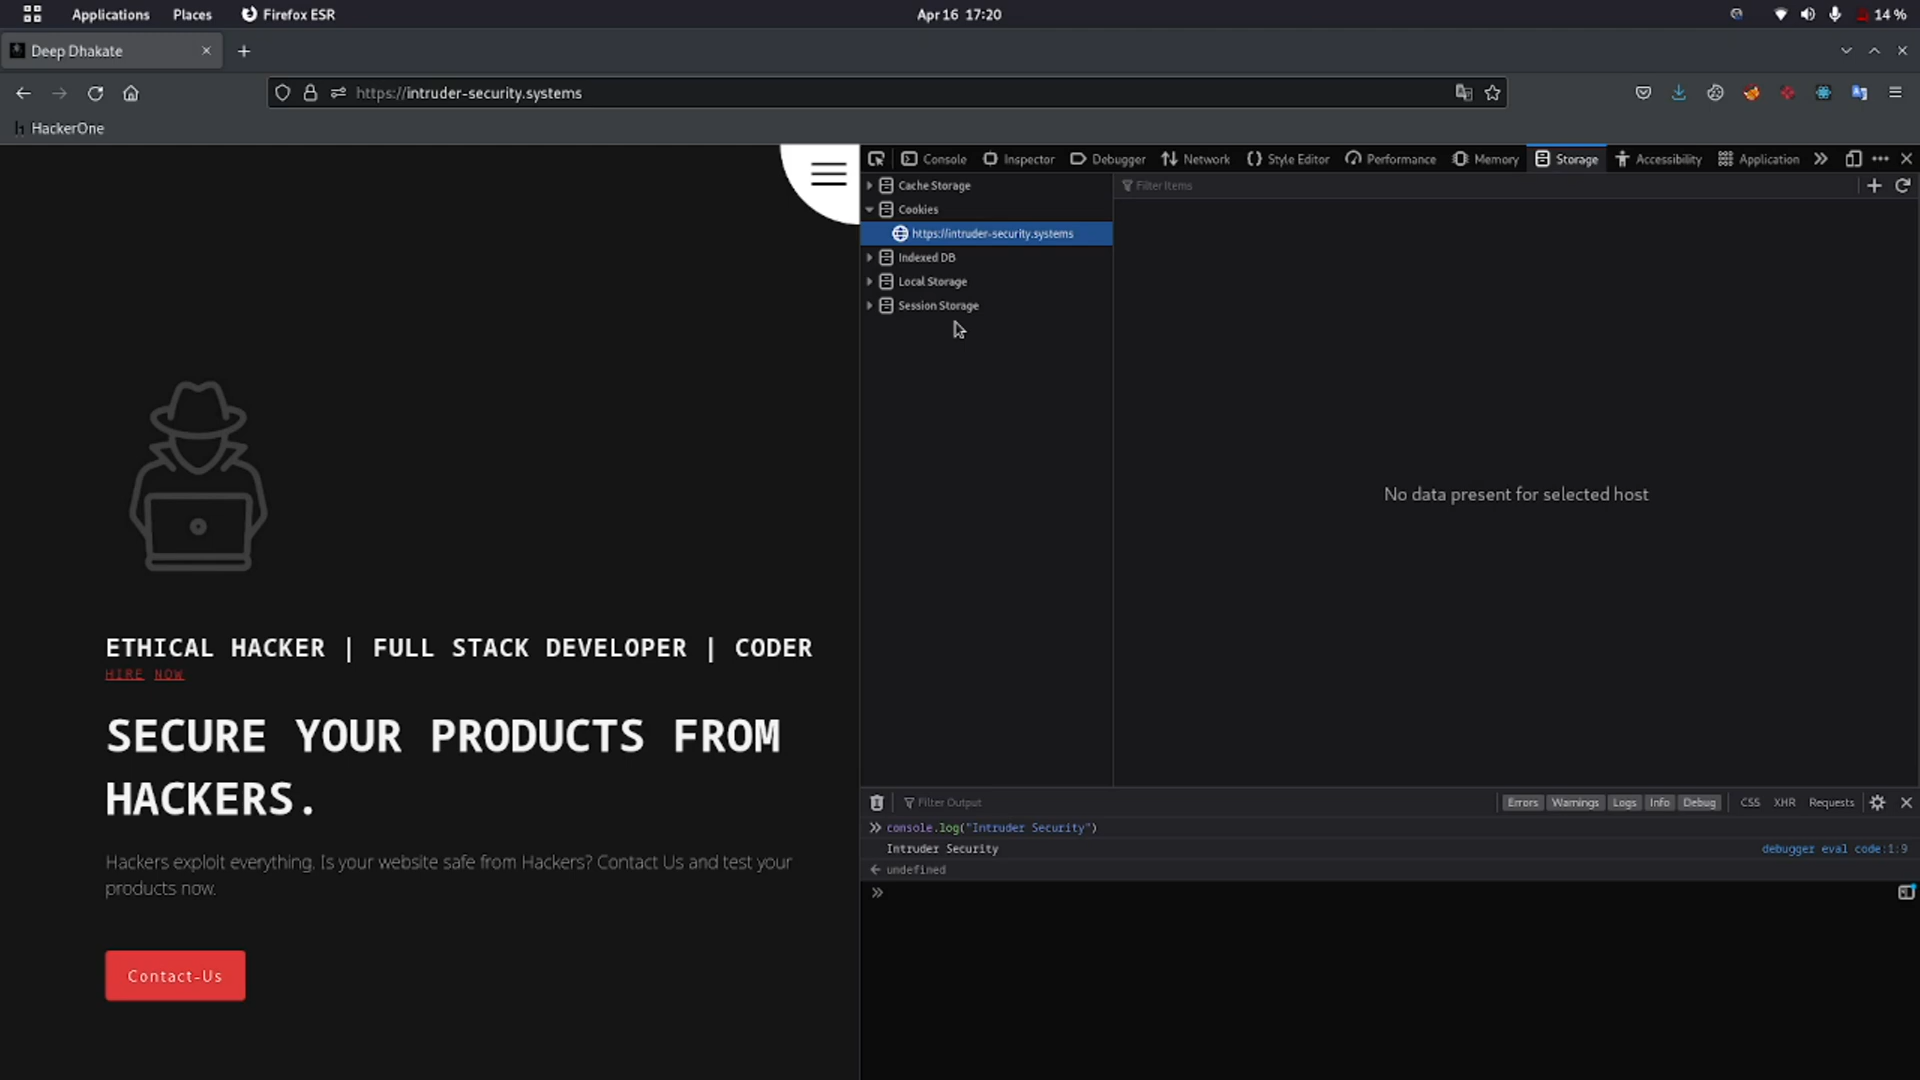 Applications Places Firefox ESR Apr 16 17:20 14 %
Deep Dhakate
https://intruder-security.systems
HackerOne
Console Inspector Debugger Network Style Editor Performance Memory Storage Accessibility Application
Cache Storage
Filter Items
Cookies
https://intruder-security.systems
Indexed DB
Local Storage
Session Storage
No data present for selected host
ETHICAL HACKER | FULL STACK DEVELOPER | CODER
HIRE NOW
SECURE YOUR PRODUCTS FROM
HACKERS.
Hackers exploit everything. Is your website safe from Hackers? Contact Us and test your
products now.
Contact-Us
Filter Output Errors Warnings Logs Info Debug CSS XHR Requests
console.log("Intruder Security")
Intruder Security debugger eval code:1:9
undefined